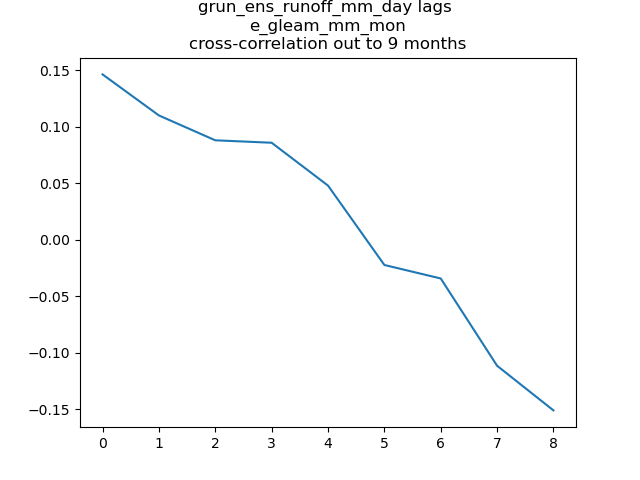 grun_ens_runoff_mm_day lags
e_gleam_mm_mon
cross-correlation out to 9 months
0.15
0.10
0.05
0.00
−0.05
−0.10
−0.15
0 1 2 3 4 5 6 7 8